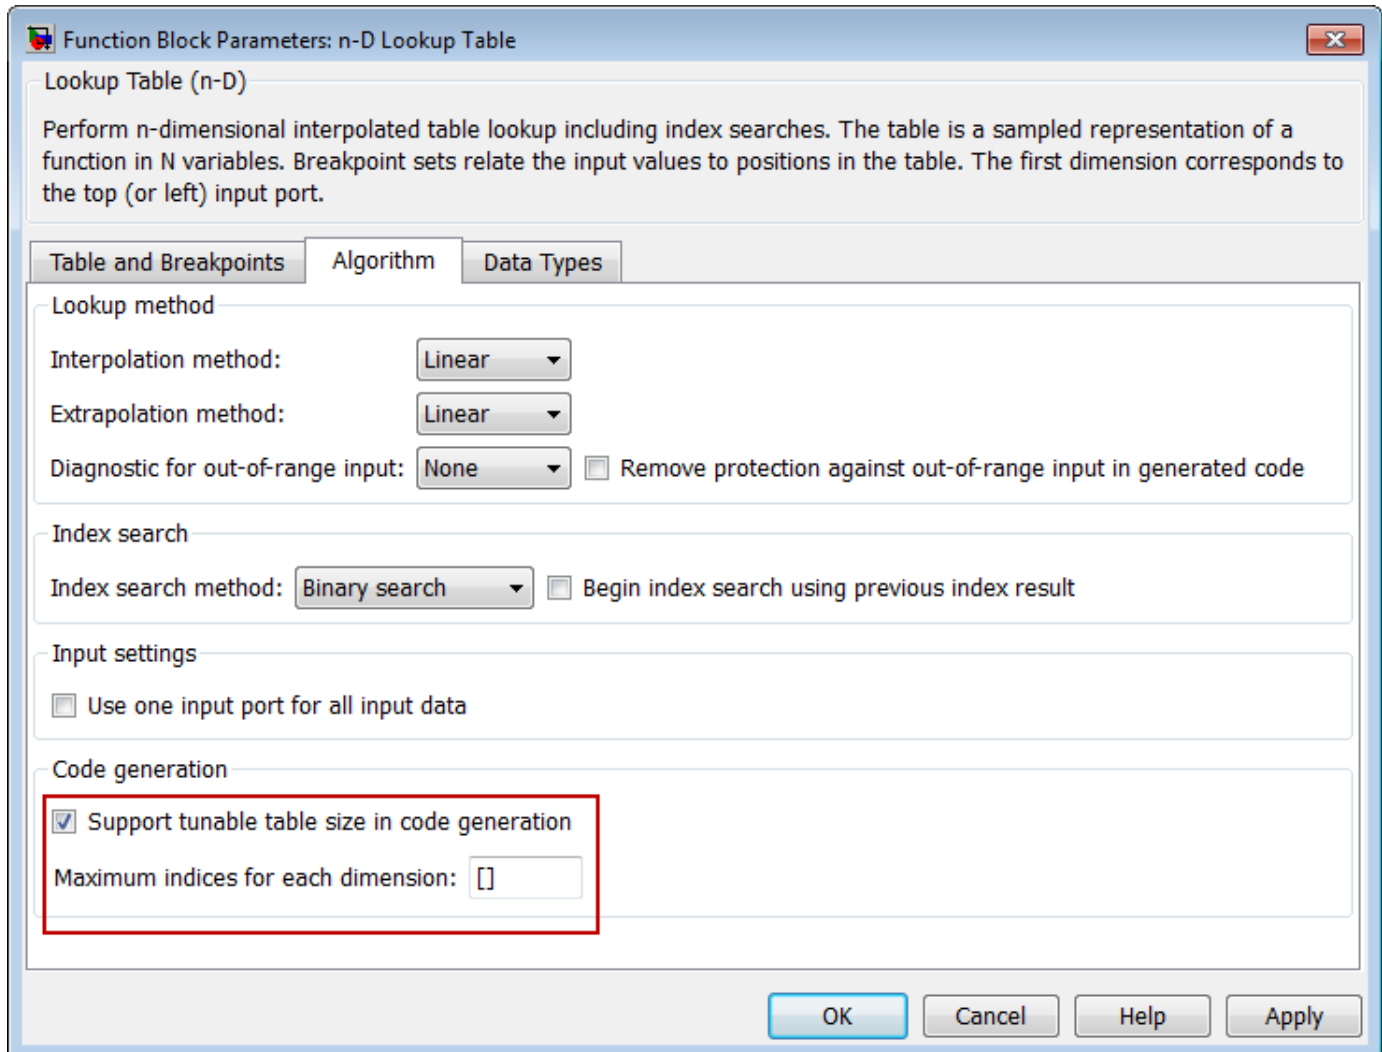 Function Block Parameters: n-D Lookup Table
Lookup Table (n-D)
Perform n-dimensional interpolated table lookup including index searches. The table is a sampled representation of a
function in N variables. Breakpoint sets relate the input values to positions in the table. The first dimension corresponds to
the top (or left) input port.
Table and Breakpoints Algorithm Data Types
Lookup method
Interpolation method: Linear
Extrapolation method: Linear
Diagnostic for out-of-range input: None Remove protection against out-of-range input in generated code
Index search
Index search method: Binary search Begin index search using previous index result
Input settings
Use one input port for all input data
Code generation
Support tunable table size in code generation
Maximum indices for each dimension: []
OK Cancel Help Apply